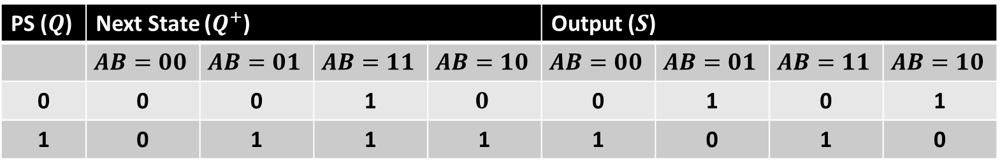 PS (Q) Next State (Q⁺) Output (S)
AB = 00 AB = 01 AB = 11 AB = 10 AB = 00 AB = 01 AB = 11 AB = 10
0 0 0 1 0 0 1 0 1
1 0 1 1 1 1 0 1 0